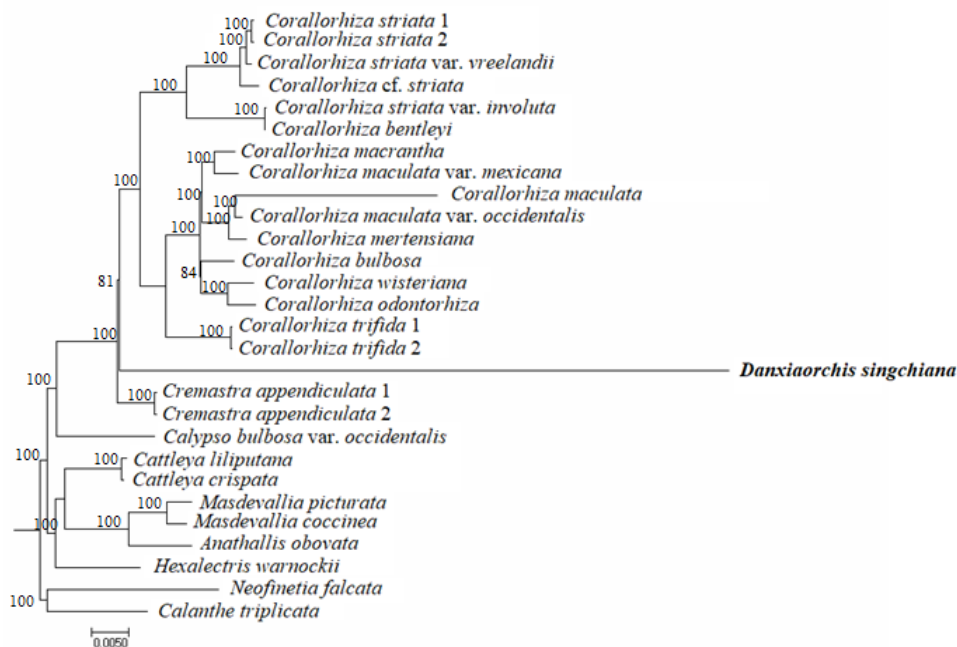 100 Corallorhiza striata 1
100 Corallorhiza striata 2
100 Corallorhiza striata var. vreelandii
100 Corallorhiza cf. striata
100 Corallorhiza striata var. involuta
Corallorhiza bentleyi
100 Corallorhiza macrantha
100 Corallorhiza maculata var. mexicana
100 100 Corallorhiza maculata
100 Corallorhiza maculata var. occidentalis
100 Corallorhiza mertensiana
Corallorhiza bulbosa
81 84 Corallorhiza wisteriana
100 Corallorhiza odontorhiza
100 Corallorhiza trifida 1
100 Corallorhiza trifida 2
Danxiaorchis singchiana
100 100 Cremastra appendiculata 1
Cremastra appendiculata 2
Calypso bulbosa var. occidentalis
100 100 Cattleya liliputana
Cattleya crispata
100 Masdevallia picturata
100 100 Masdevallia coccinea
Anathallis obovata
Hexalectris warnockii
Neofinetia falcata
100 Calanthe triplicata
0.0050